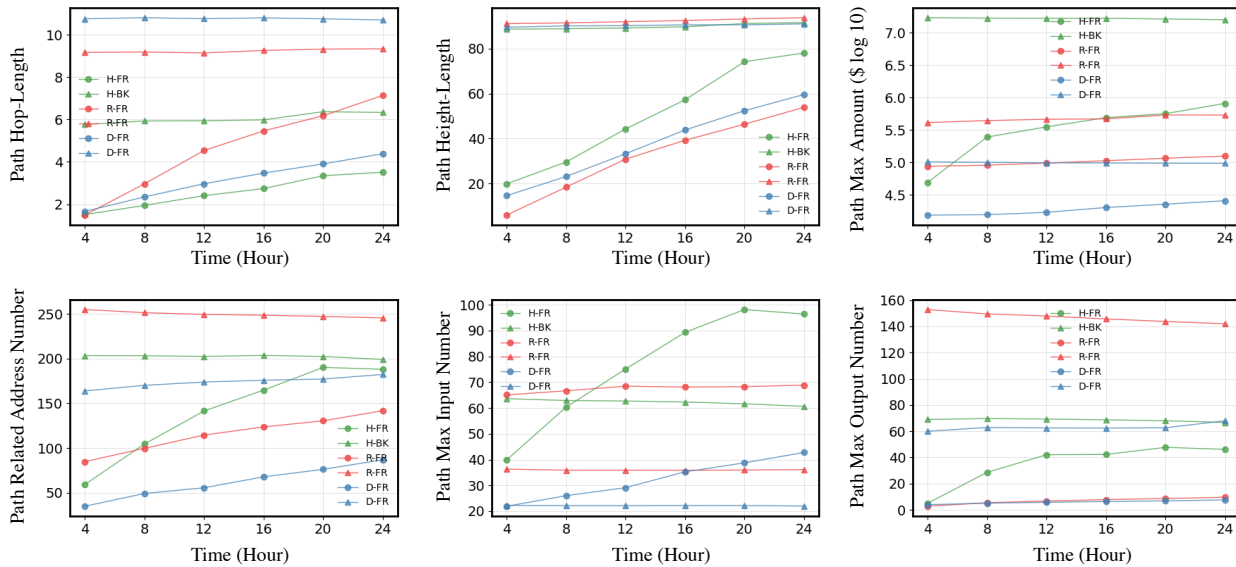 Path Hop-Length
10
8
6
4
2
H-FR
H-BK
R-FR
R-FR
D-FR
D-FR
4 8 12 16 20 24
Time (Hour)
Path Height-Length
80
60
40
20
H-FR
H-BK
R-FR
R-FR
D-FR
D-FR
4 8 12 16 20 24
Time (Hour)
Path Max Amount ($ log 10)
7.0
6.5
6.0
5.5
5.0
4.5
H-FR
H-BK
R-FR
R-FR
D-FR
D-FR
4 8 12 16 20 24
Time (Hour)
Path Related Address Number
250
200
150
100
50
H-FR
H-BK
R-FR
R-FR
D-FR
D-FR
4 8 12 16 20 24
Time (Hour)
Path Max Input Number
100
90
80
70
60
50
40
30
20
H-FR
H-BK
R-FR
R-FR
D-FR
D-FR
4 8 12 16 20 24
Time (Hour)
Path Max Output Number
160
140
120
100
80
60
40
20
0
H-FR
H-BK
R-FR
R-FR
D-FR
D-FR
4 8 12 16 20 24
Time (Hour)